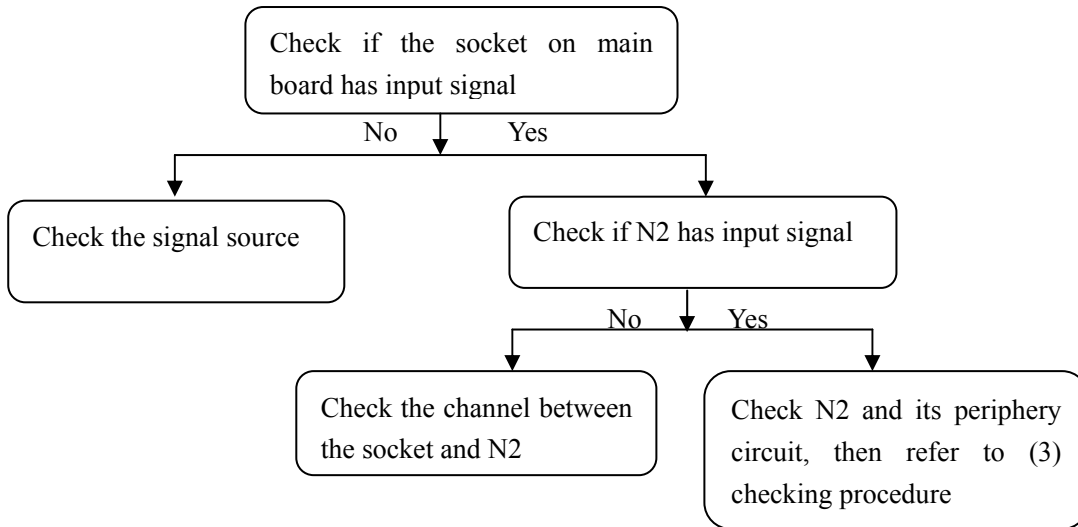 Check if the socket on main
board has input signal
No Yes
Check the signal source
Check if N2 has input signal
No Yes
Check the channel between
the socket and N2
Check N2 and its periphery
circuit, then refer to (3)
checking procedure